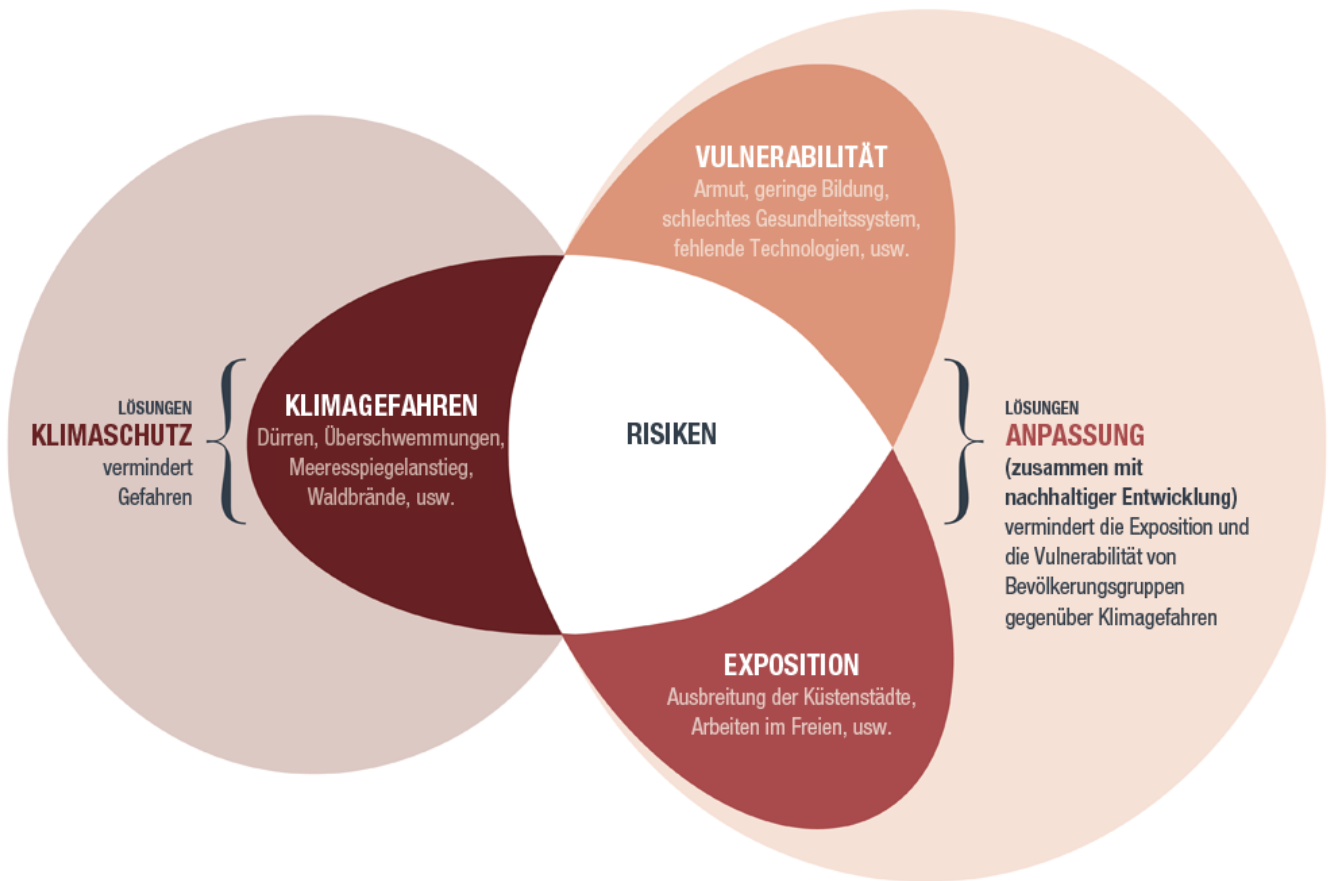 VULNERABILITÄT
Armut, geringe Bildung,
schlechtes Gesundheitssystem,
fehlende Technologien, usw.
LÖSUNGEN
KLIMASCHUTZ
vermindert
Gefahren
KLIMAGEFAHREN
Dürren, Überschwemmungen,
Meeresspiegelanstieg,
Waldbrände, usw.
RISIKEN
LÖSUNGEN
ANPASSUNG
(zusammen mit
nachhaltiger Entwicklung)
vermindert die Exposition und
die Vulnerabilität von
Bevölkerungsgruppen
gegenüber Klimagefahren
EXPOSITION
Ausbreitung der Küstenstädte,
Arbeiten im Freien, usw.